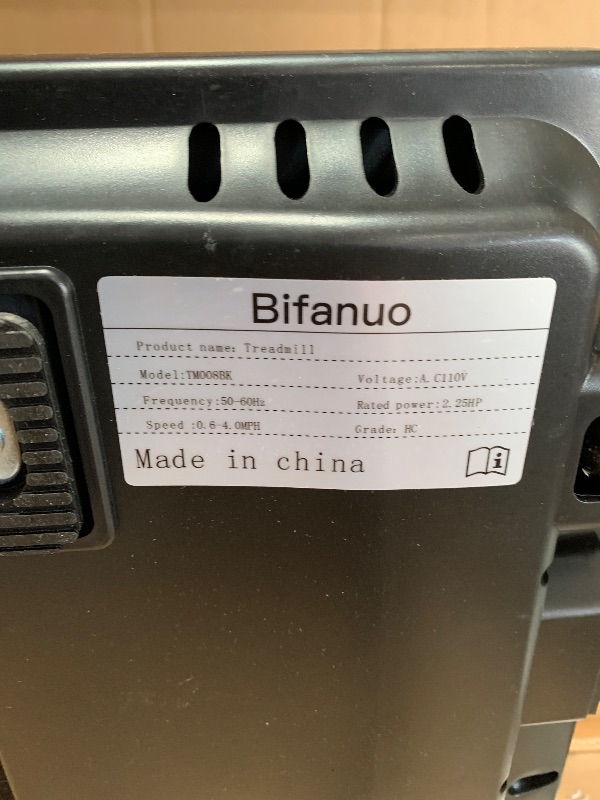 Bifanuo
Product name: Treadmill
Model:TM008BK Voltage:A.C110V
Frequency:50-60Hz Rated power:2.25HP
Speed :0.6-4.0MPH Grade: HC
Made in china